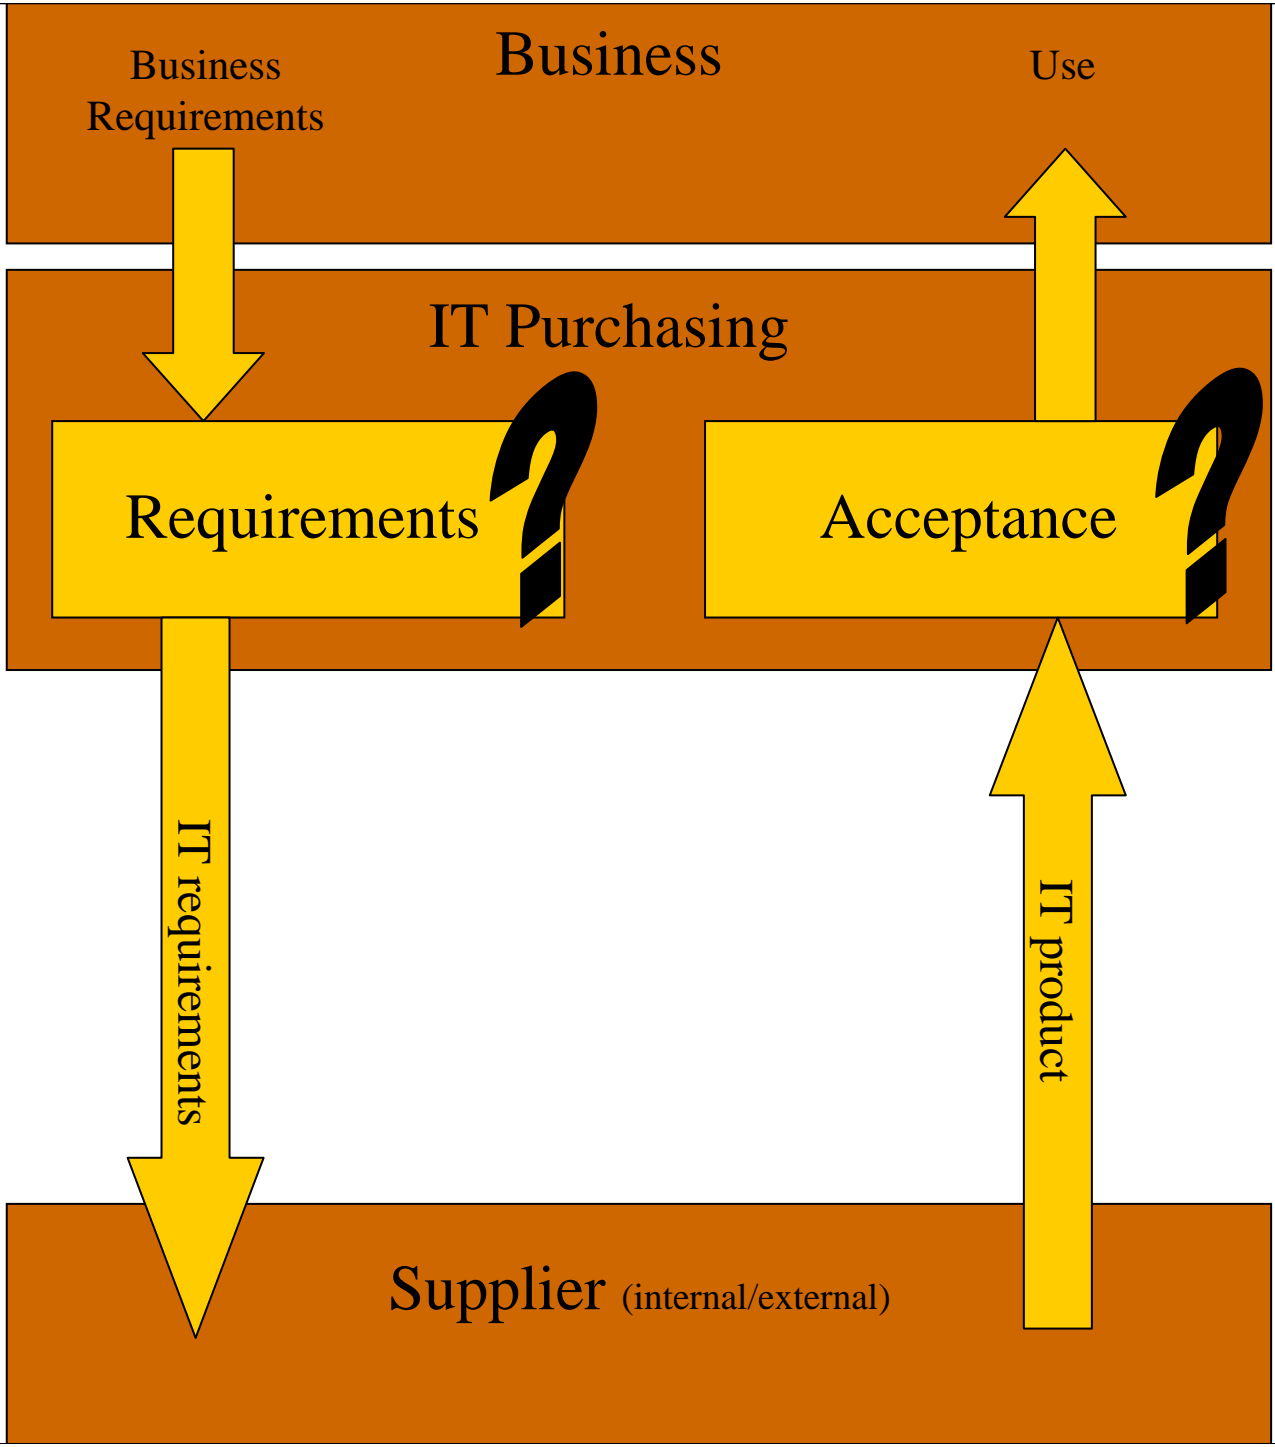 Business
Business
Requirements
Use
IT Purchasing
Requirements ?
Acceptance ?
IT requirements
IT product
Supplier (internal/external)